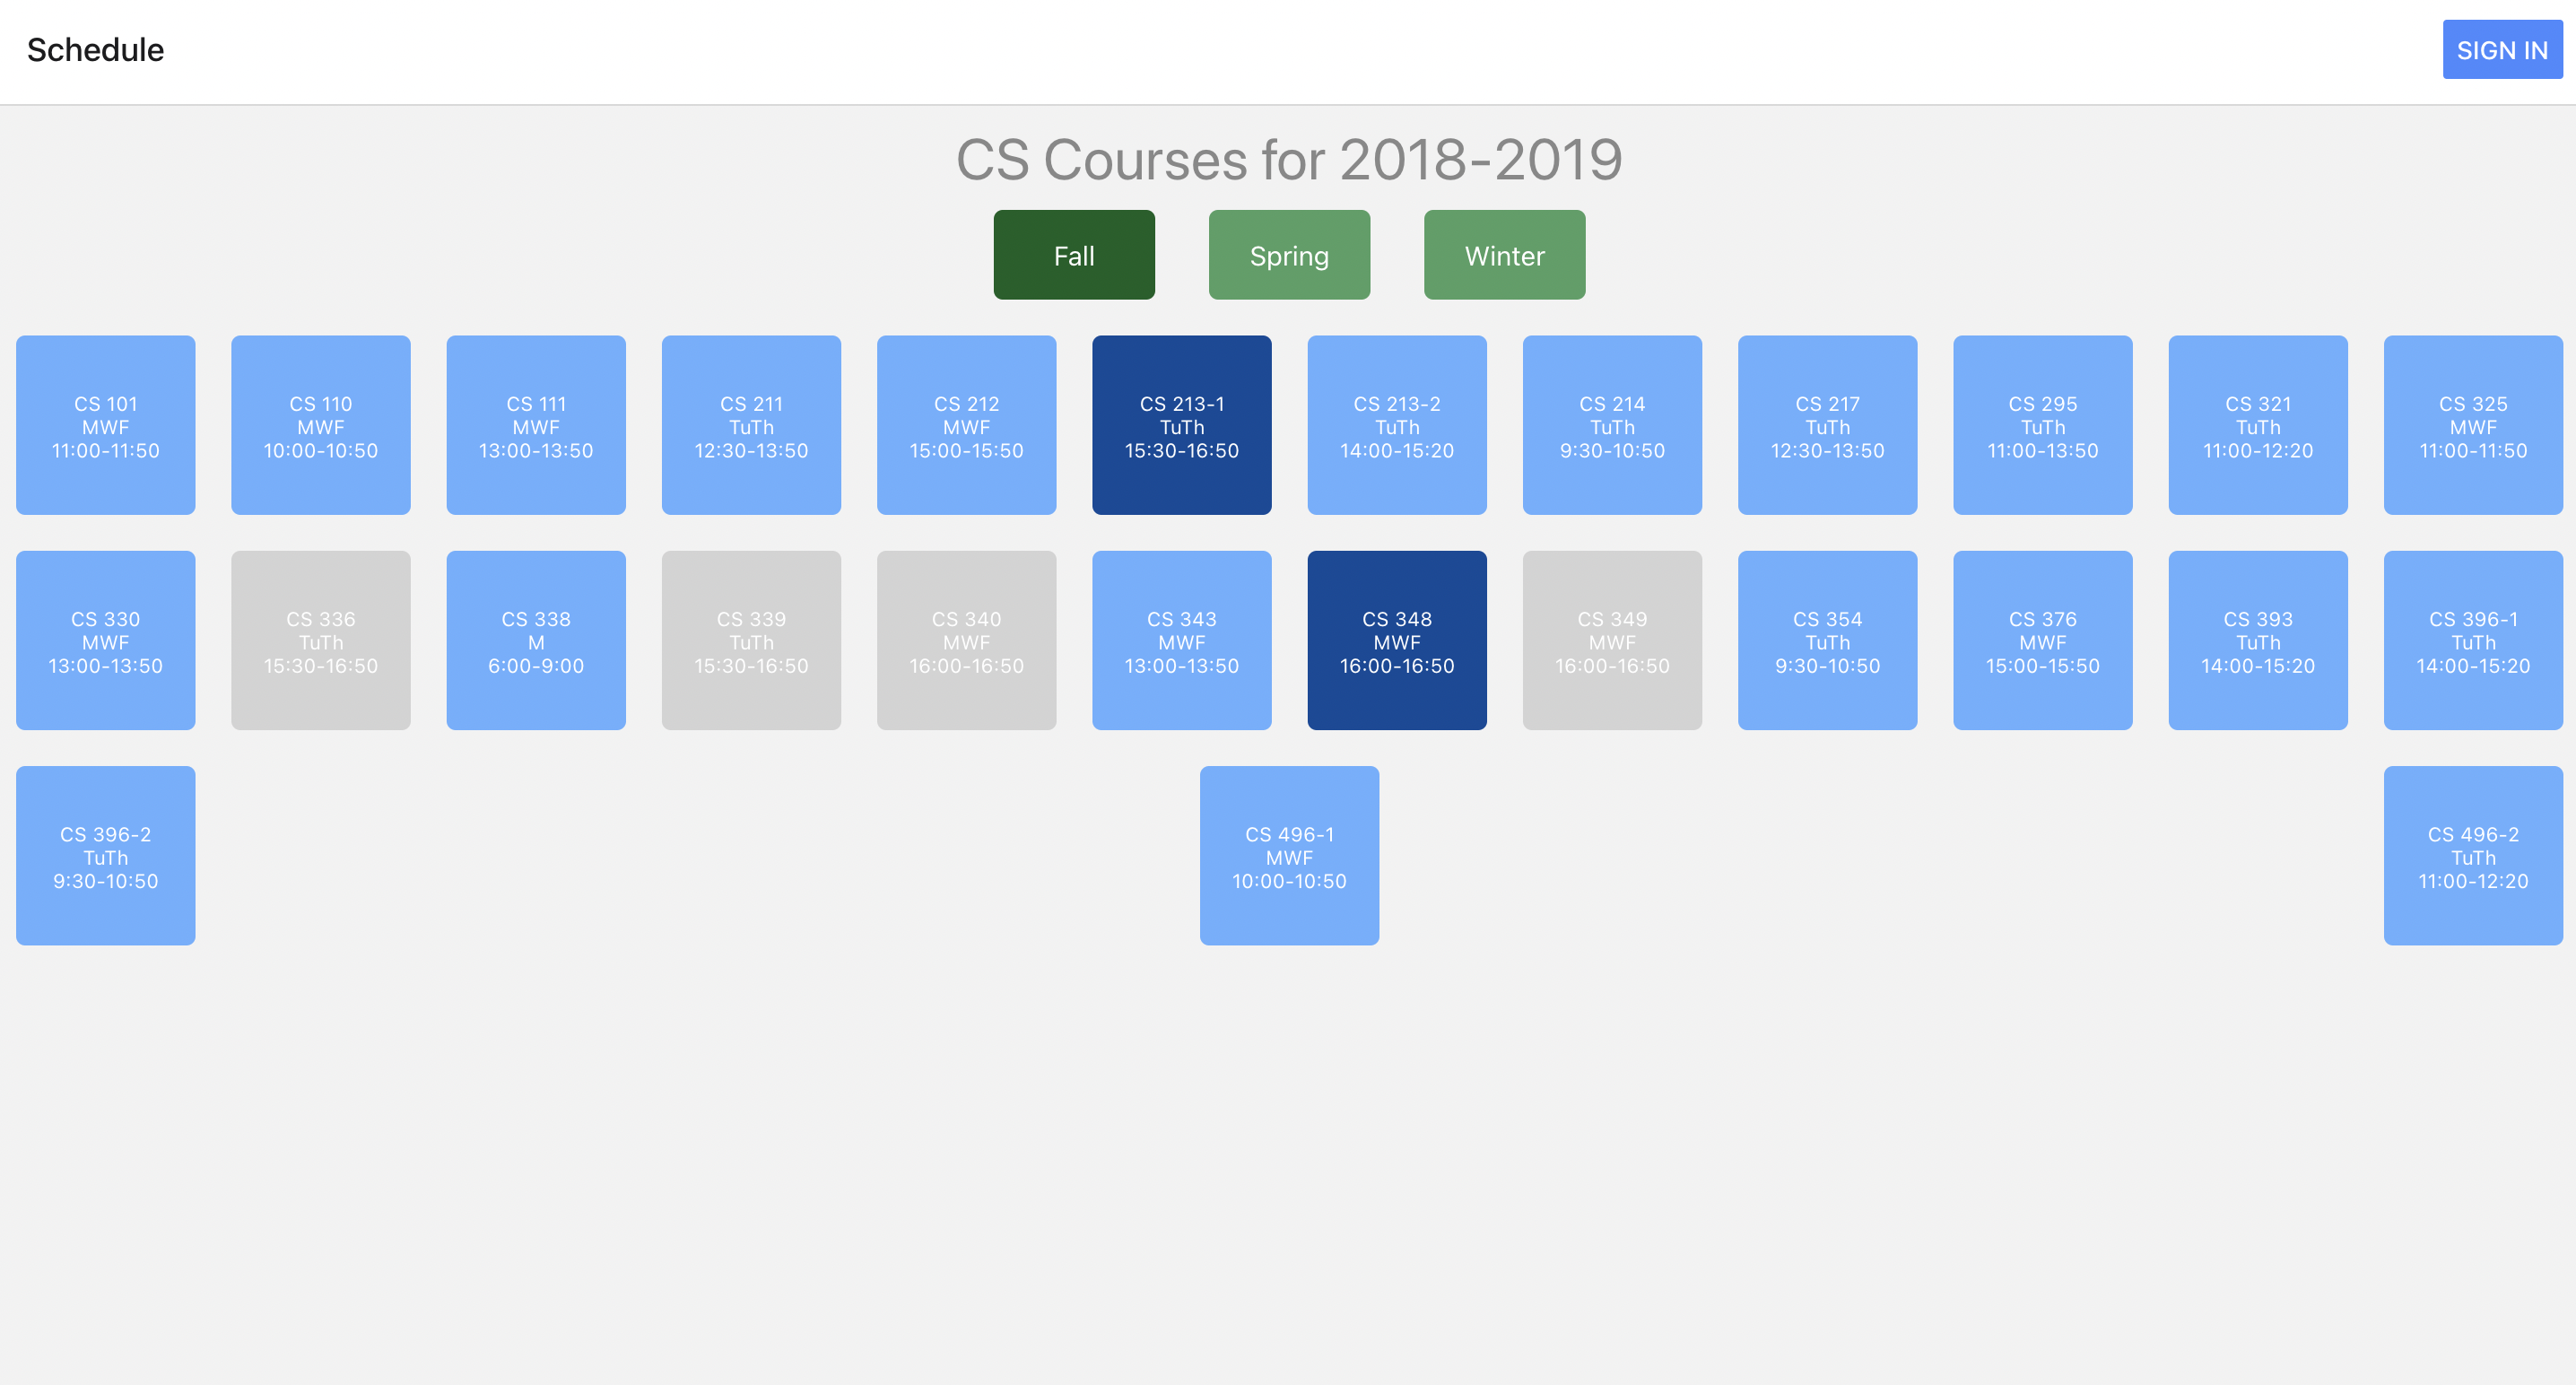 Schedule
SIGN IN
CS Courses for 2018-2019
Fall
Spring
Winter
CS 101
MWF
11:00-11:50
CS 110
MWF
10:00-10:50
CS 111
MWF
13:00-13:50
CS 211
TuTh
12:30-13:50
CS 212
MWF
15:00-15:50
CS 213-1
TuTh
15:30-16:50
CS 213-2
TuTh
14:00-15:20
CS 214
TuTh
9:30-10:50
CS 217
TuTh
12:30-13:50
CS 295
TuTh
11:00-13:50
CS 321
TuTh
11:00-12:20
CS 325
MWF
11:00-11:50
CS 330
MWF
13:00-13:50
CS 336
TuTh
15:30-16:50
CS 338
M
6:00-9:00
CS 339
TuTh
15:30-16:50
CS 340
MWF
16:00-16:50
CS 343
MWF
13:00-13:50
CS 348
MWF
16:00-16:50
CS 349
MWF
16:00-16:50
CS 354
TuTh
9:30-10:50
CS 376
MWF
15:00-15:50
CS 393
TuTh
14:00-15:20
CS 396-1
TuTh
14:00-15:20
CS 396-2
TuTh
9:30-10:50
CS 496-1
MWF
10:00-10:50
CS 496-2
TuTh
11:00-12:20